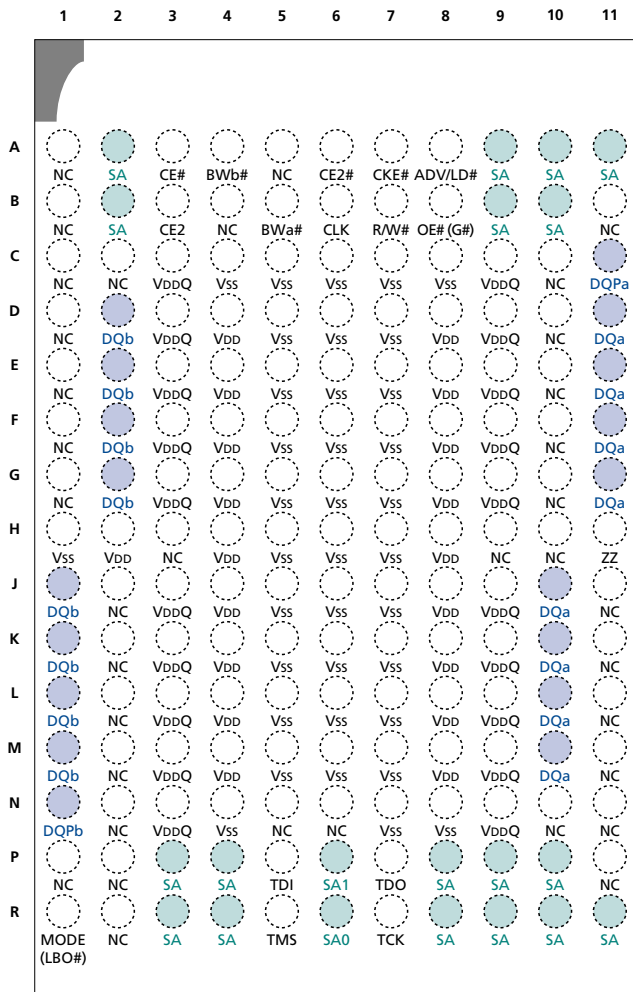 1 2 3 4 5 6 7 8 9 10 11
A
NC SA CE# BWb# NC CE2# CKE# ADV/LD# SA SA SA
B
NC SA CE2 NC BWa# CLK R/W# OE# (G#) SA SA NC
C
NC NC VDDQ VSS VSS VSS VSS VSS VDDQ NC DQPa
D
NC DQb VDDQ VDD VSS VSS VSS VDD VDDQ NC DQa
E
NC DQb VDDQ VDD VSS VSS VSS VDD VDDQ NC DQa
F
NC DQb VDDQ VDD VSS VSS VSS VDD VDDQ NC DQa
G
NC DQb VDDQ VDD VSS VSS VSS VDD VDDQ NC DQa
H
VSS VDD NC VDD VSS VSS VSS VDD NC NC ZZ
J
DQb NC VDDQ VDD VSS VSS VSS VDD VDDQ DQa NC
K
DQb NC VDDQ VDD VSS VSS VSS VDD VDDQ DQa NC
L
DQb NC VDDQ VDD VSS VSS VSS VDD VDDQ DQa NC
M
DQb NC VDDQ VDD VSS VSS VSS VDD VDDQ DQa NC
N
DQPb NC VDDQ VSS NC NC VSS VSS VDDQ NC NC
P
NC NC SA SA TDI SA1 TDO SA SA SA NC
R
MODE NC SA SA TMS SA0 TCK SA SA SA SA
(LBO#)